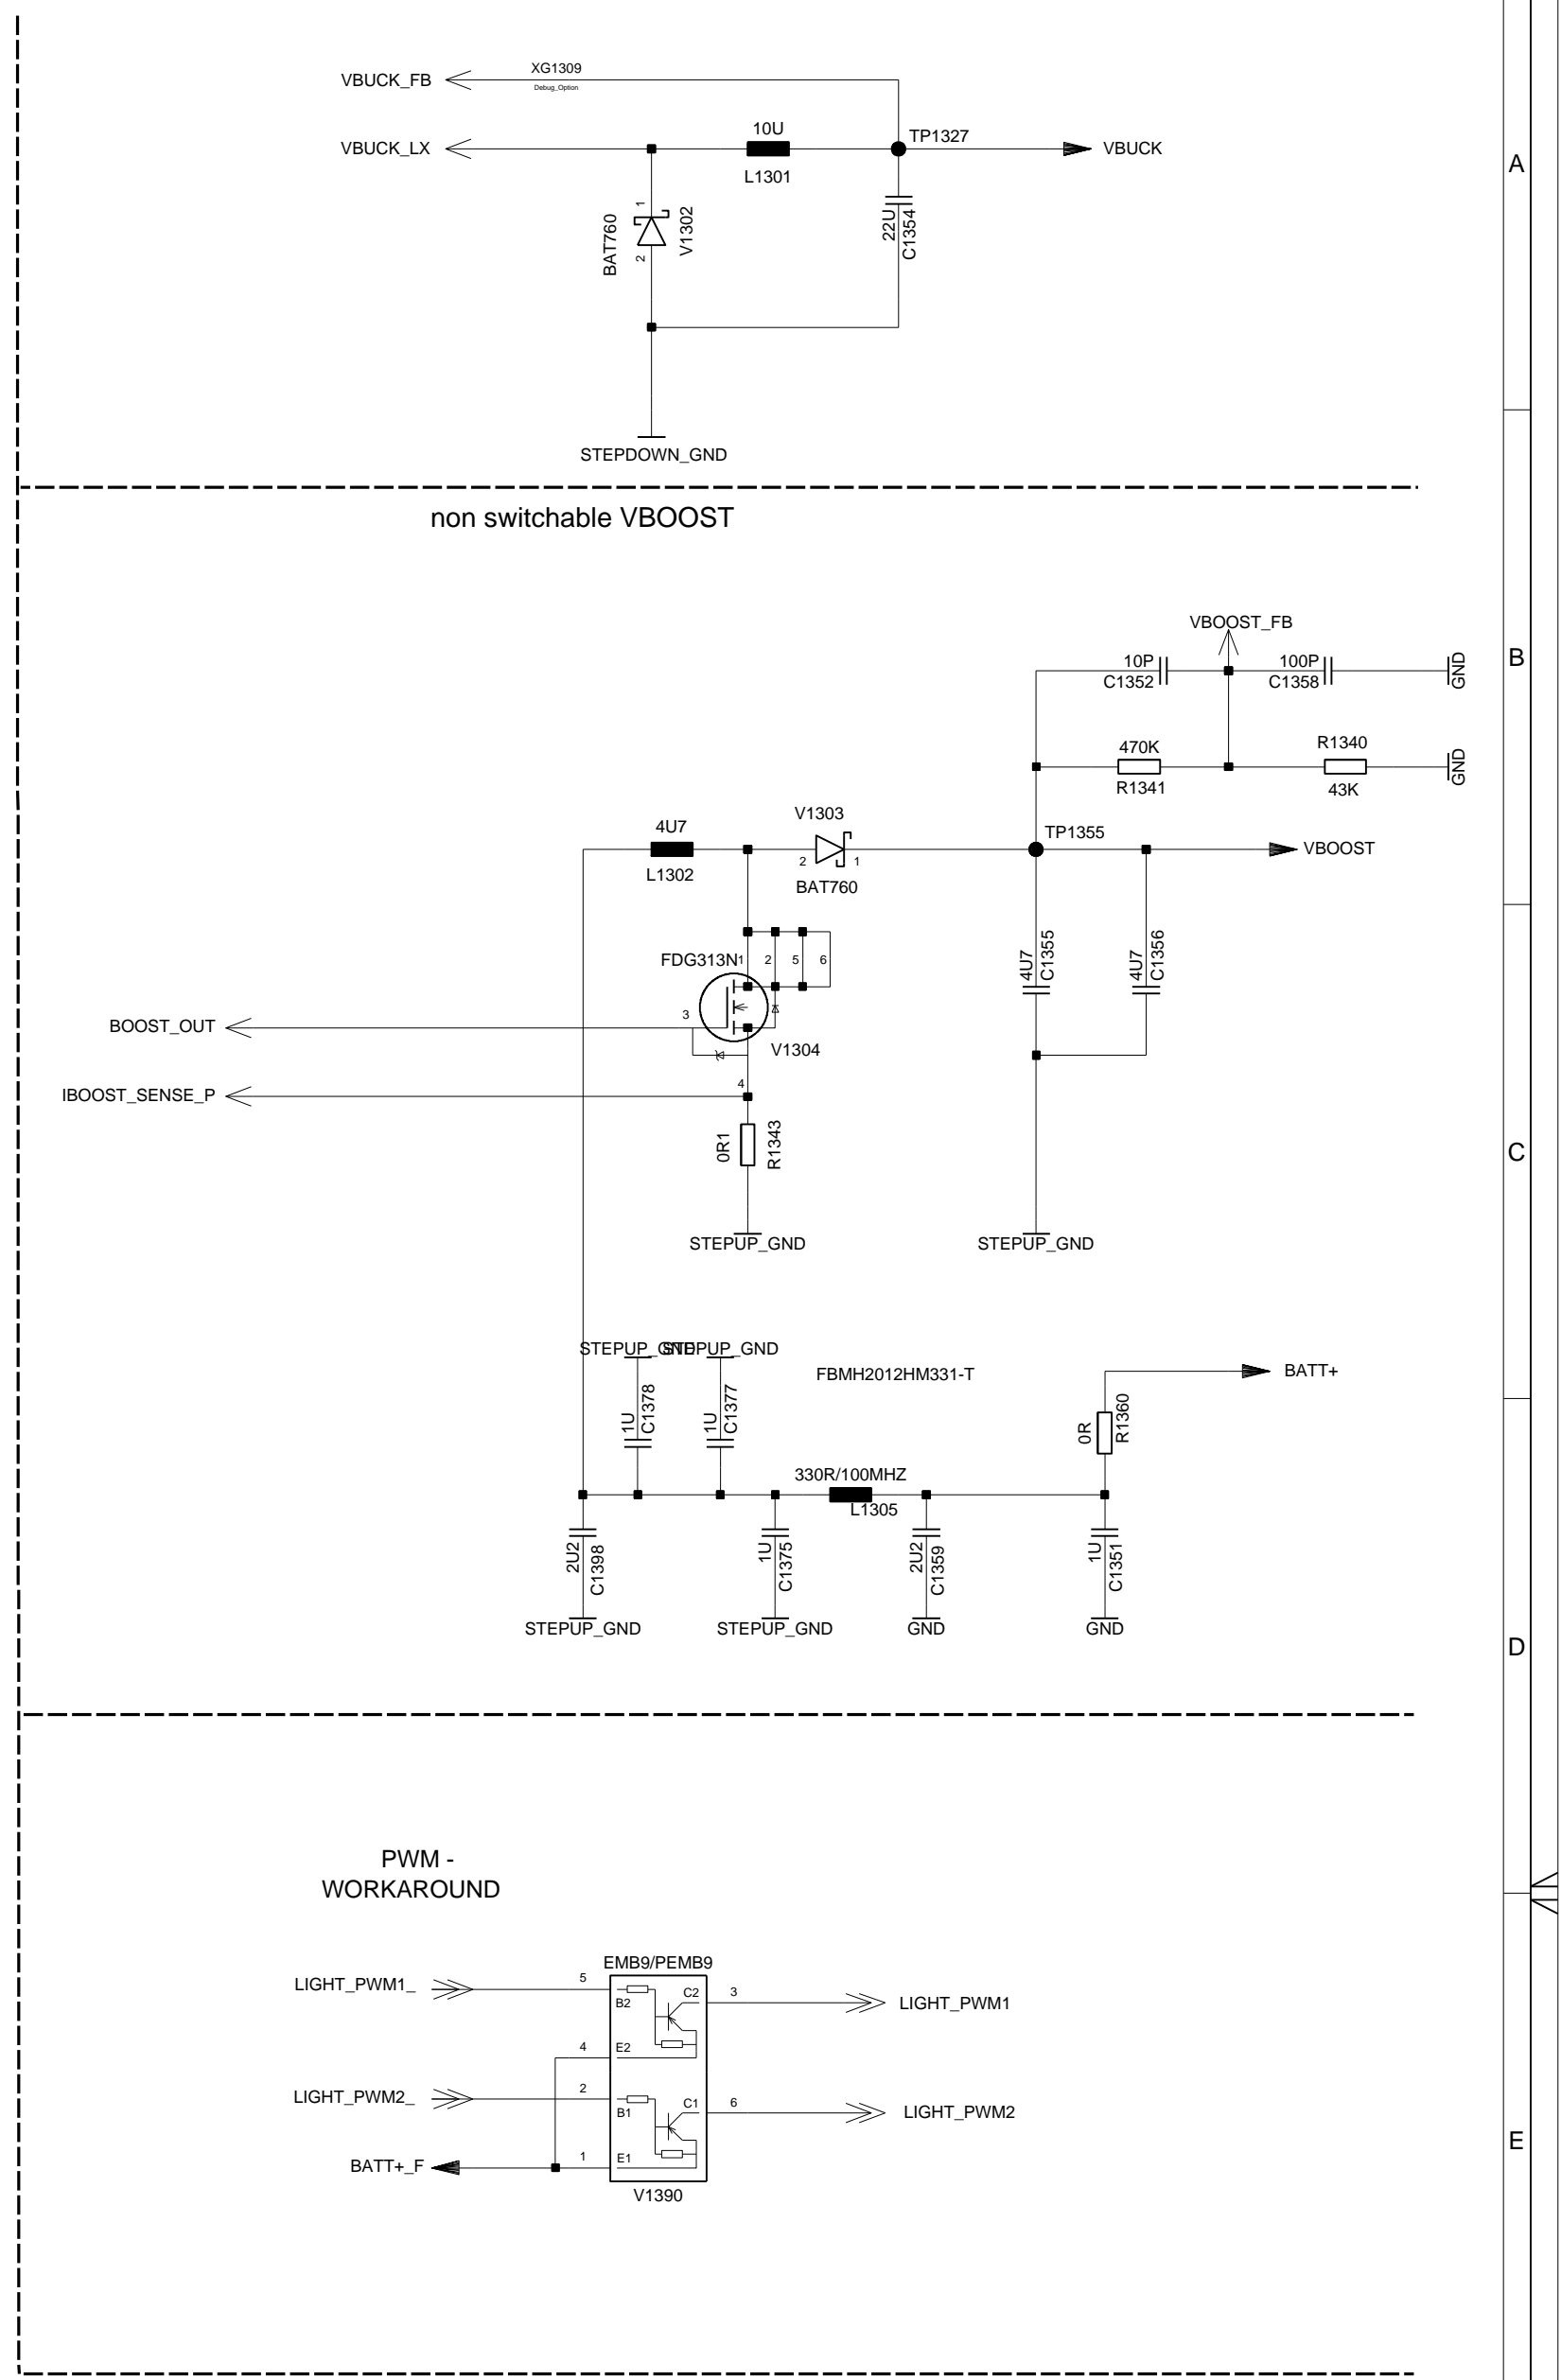 XG1309
VBUCK_FB
Debug_Option
10U
TP1327
VBUCK_LX
VBUCK
A
L1301
BAT760
1
2
V1302
22U
C1354
STEPDOWN_GND
non switchable VBOOST
VBOOST_FB
10P
100P
C1352
C1358
GND
B
470K
R1340
GND
R1341
43K
V1303
4U7
TP1355
VBOOST
2
1
L1302
BAT760
4U7
C1355
4U7
C1356
FDG313N
1
2
5
6
3
BOOST_OUT
V1304
4
IBOOST_SENSE_P
0R1
R1343
C
STEPUP_GND
STEPUP_GND
STEPUP_GND
STEPUP_GND
FBMH2012HM331-T
BATT+
1U
C1378
1U
C1377
0R
R1360
330R/100MHZ
L1305
2U2
C1398
1U
C1375
2U2
C1359
1U
C1351
STEPUP_GND
STEPUP_GND
GND
GND
D
PWM -
WORKAROUND
EMB9/PEMB9
LIGHT_PWM1_
5
B2
C2
3
LIGHT_PWM1
4
E2
LIGHT_PWM2_
2
B1
C1
6
LIGHT_PWM2
E
BATT+_F
1
E1
V1390